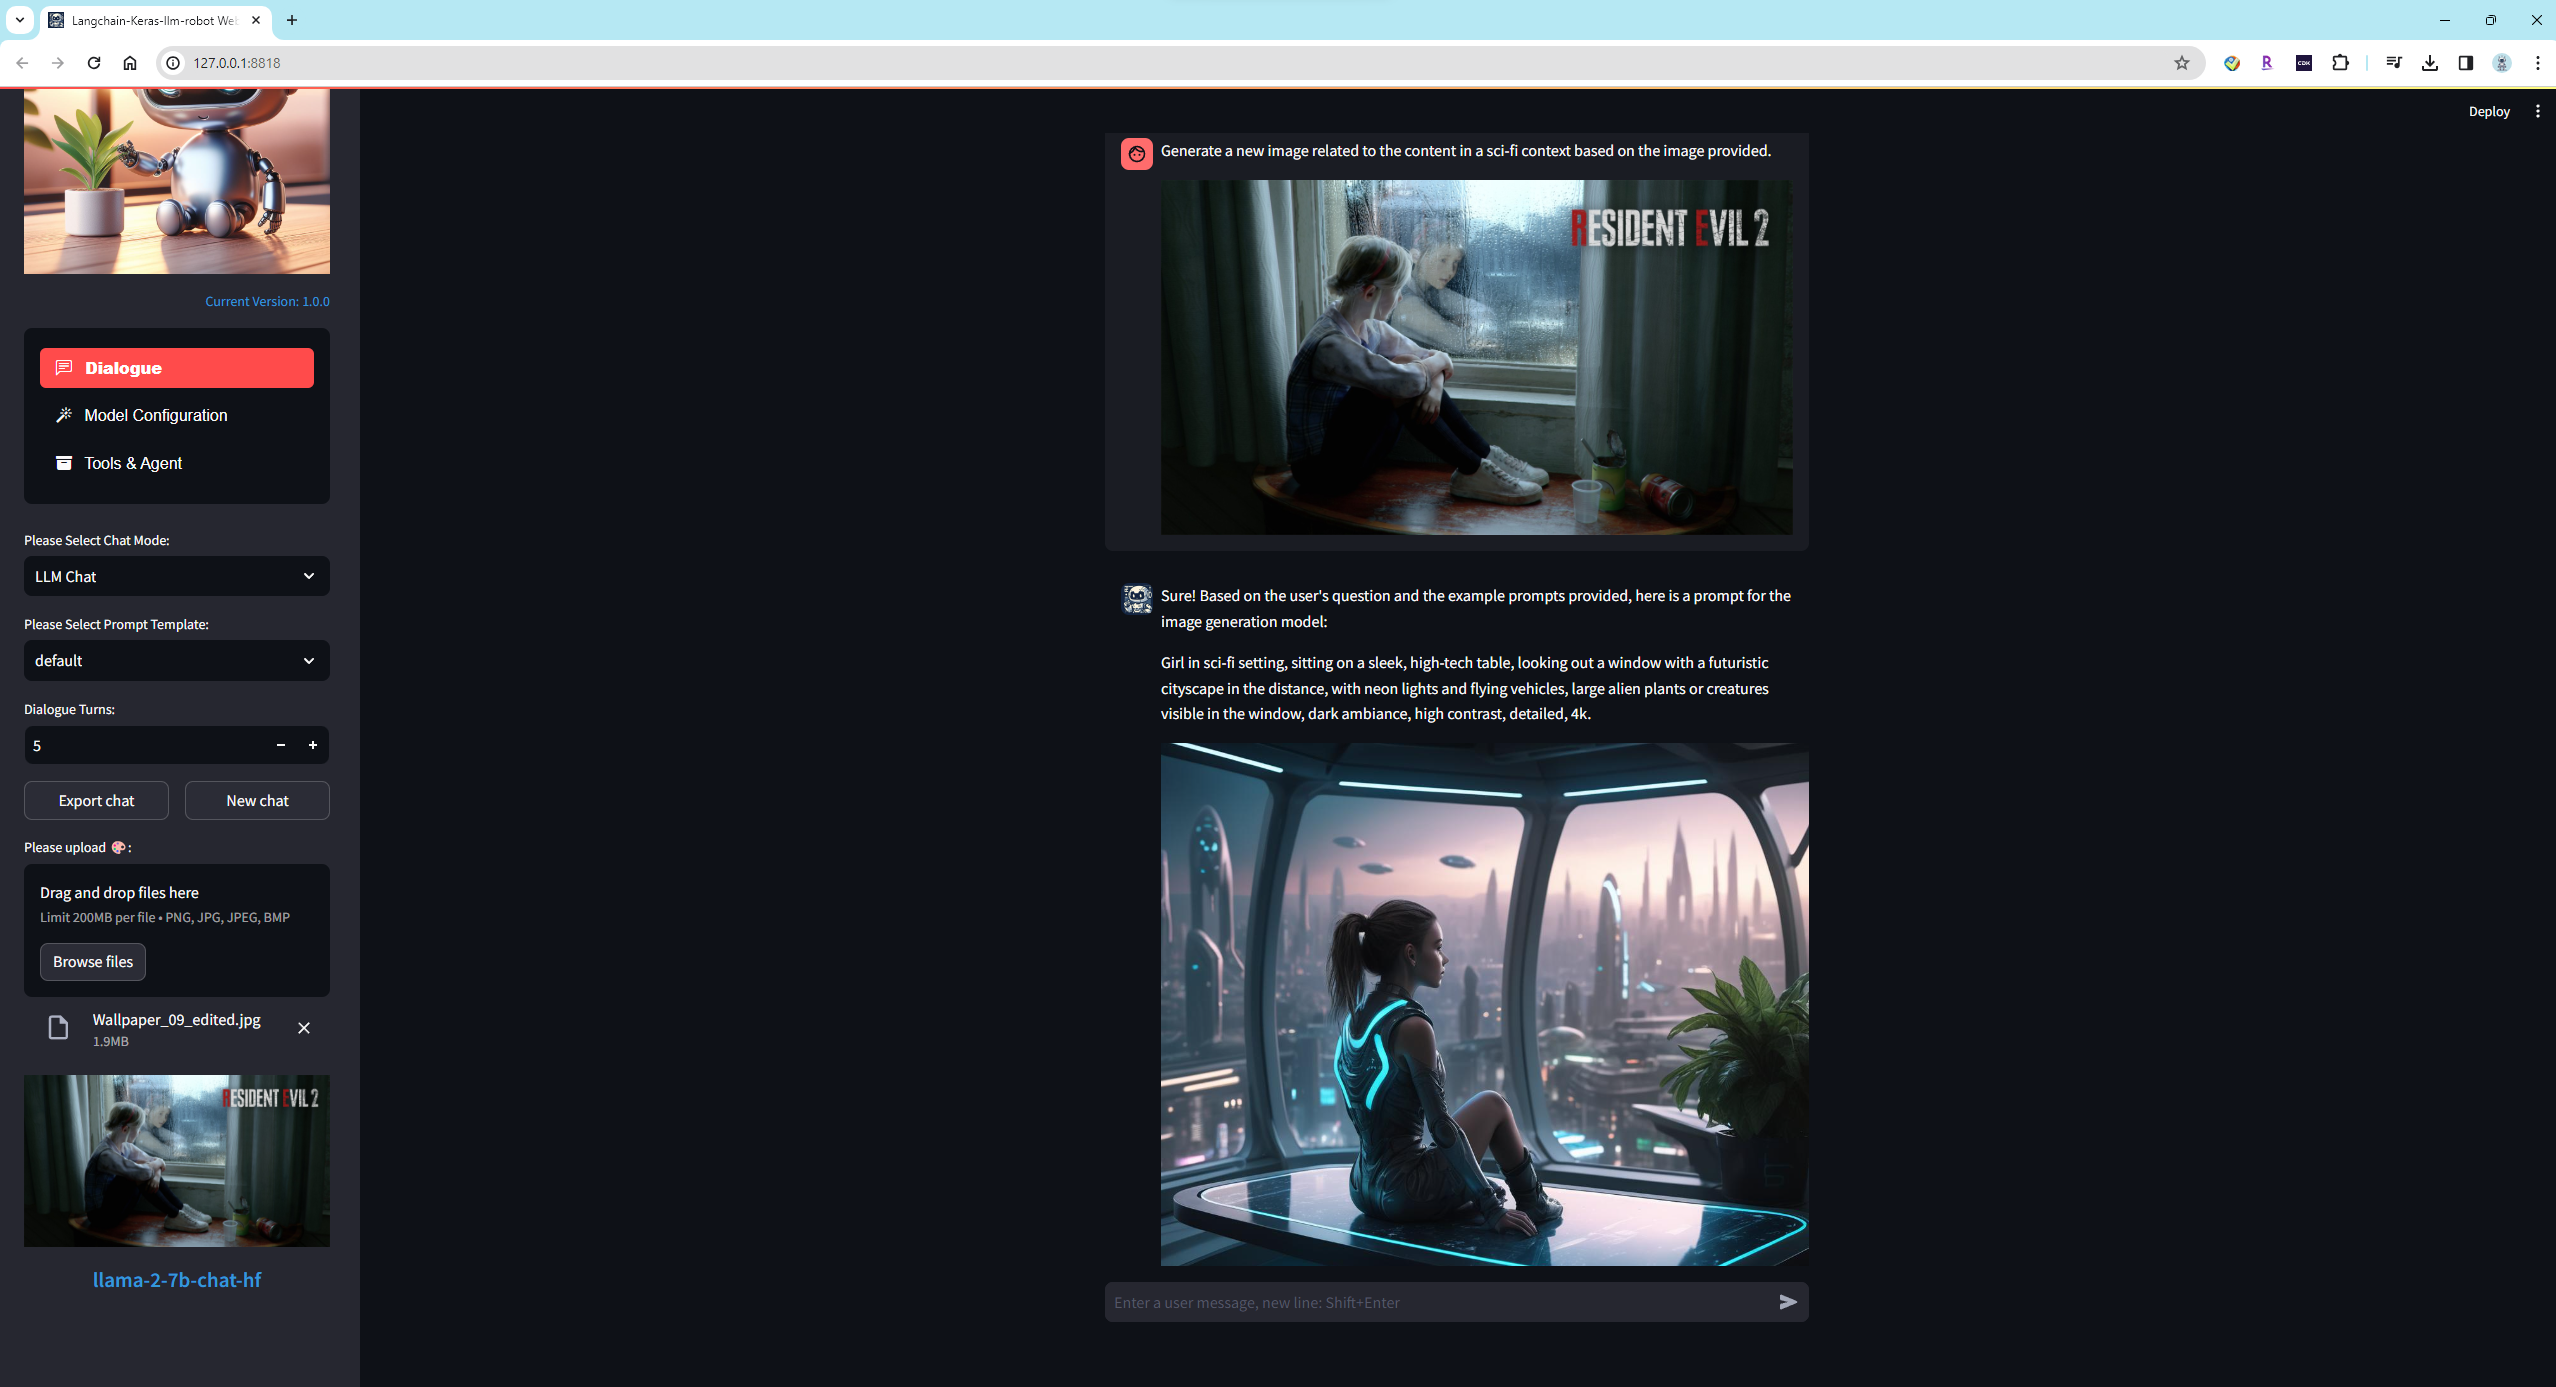 Langchain-Keras-llm-robot Web
127.0.0.1:8818
Deploy
Current Version: 1.0.0
Dialogue
Model Configuration
Tools & Agent
Please Select Chat Mode:
LLM Chat
Please Select Prompt Template:
default
Dialogue Turns:
5
Export chat
New chat
Please upload 🎨:
Drag and drop files here
Limit 200MB per file • PNG, JPG, JPEG, BMP
Browse files
Wallpaper_09_edited.jpg
1.9MB
RESIDENT EVIL 2
llama-2-7b-chat-hf
Generate a new image related to the content in a sci-fi context based on the image provided.
RESIDENT EVIL 2
Sure! Based on the user's question and the example prompts provided, here is a prompt for the
image generation model:
Girl in sci-fi setting, sitting on a sleek, high-tech table, looking out a window with a futuristic
cityscape in the distance, with neon lights and flying vehicles, large alien plants or creatures
visible in the window, dark ambiance, high contrast, detailed, 4k.
Enter a user message, new line: Shift+Enter